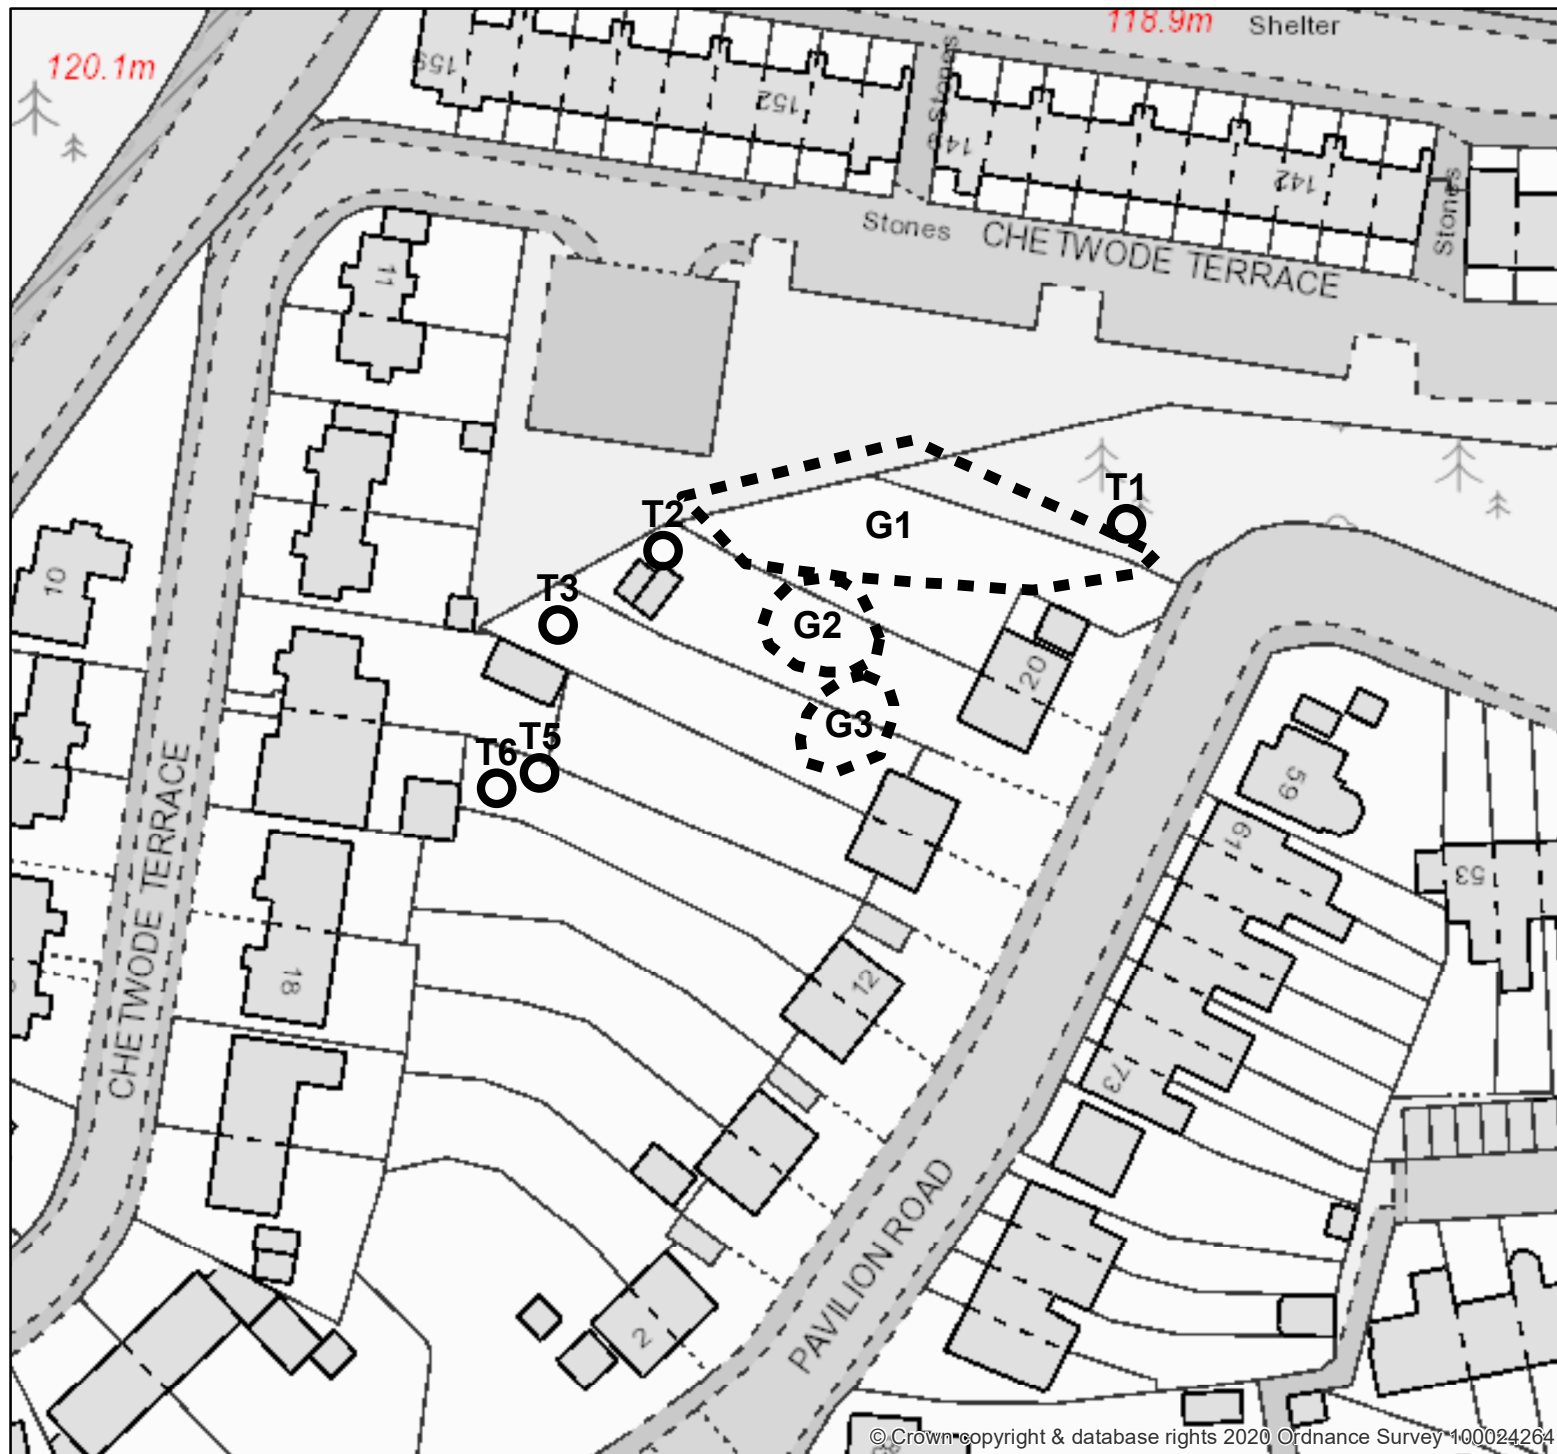 118.9m
Shelter
120.1m
159
152
Stones
149
142
Stones
Stones
CHETWODE TERRACE
11
T1
T2
G1
10
T3
G2
20
G3
T6
T5
59
61
53
CHETWODE TERRACE
18
12
73
PAVILION ROAD
2
© Crown copyright & database rights 2020 Ordnance Survey 100024264